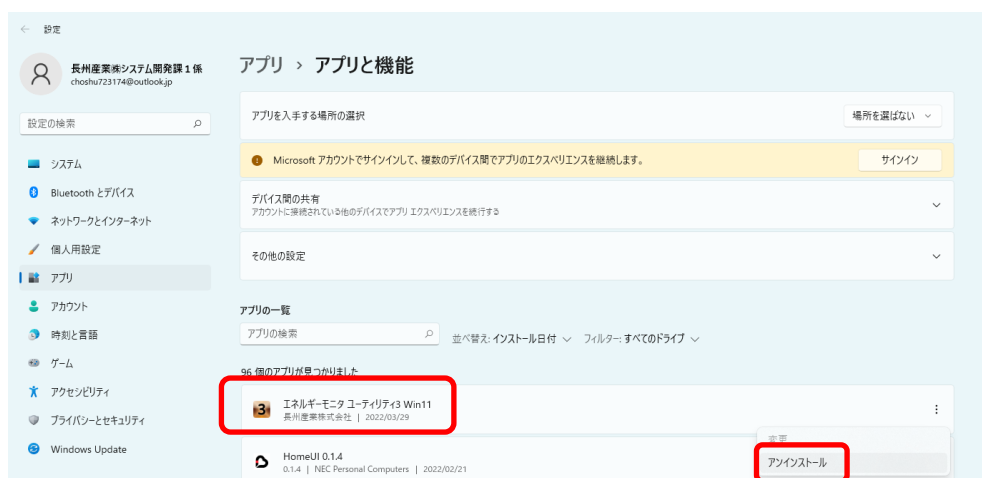 設定
長州産業㈱システム開発課１係
choshu723174@outlook.jp
設定の検索
システム
Bluetooth とデバイス
ネットワークとインターネット
個人用設定
アプリ
アカウント
時刻と言語
ゲーム
アクセシビリティ
プライバシーとセキュリティ
Windows Update
アプリ › アプリと機能
アプリを入手する場所の選択
場所を選ばない
Microsoft アカウントでサインインして、複数のデバイス間でアプリのエクスペリエンスを継続します。
サインイン
デバイス間の共有
アカウントに接続されている他のデバイスでアプリ エクスペリエンスを続行する
その他の設定
アプリの一覧
アプリの検索
並べ替え: インストール日付 フィルター: すべてのドライブ
96 個のアプリが見つかりました
3
エネルギーモニタ ユーティリティ3 Win11
長州産業株式会社 | 2022/03/29
変更
アンインストール
HomeUI 0.1.4
0.1.4 | NEC Personal Computers | 2022/02/21